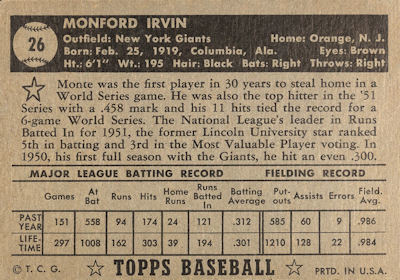 26
MONFORD IRVIN
Outfield: New York Giants Home: Orange, N. J.
Born: Feb. 25, 1919, Columbia, Ala. Eyes: Brown
Ht.: 6'1" Wt.: 195 Hair: Black Bats: Right Throws: Right
Monte was the first player in 30 years to steal home in a
World Series game. He was also the top hitter in the '51
Series with a .458 mark and his 11 hits tied the record for a
6-game World Series. The National League's leader in Runs
Batted In for 1951, the former Lincoln University star ranked
5th in batting and 3rd in the Most Valuable Player voting. In
1950, his first full season with the Giants, he hit an even .300.
MAJOR LEAGUE BATTING RECORD FIELDING RECORD
Games At Bat Runs Hits Home Runs Runs Batted In Batting Average Put-outs Assists Errors Field. Avg.
PAST YEAR 151 558 94 174 24 121 .312 585 60 9 .986
LIFE-TIME 297 1008 162 303 39 194 .301 1210 128 22 .984
© T. C. G. TOPPS BASEBALL PRTD. IN U.S.A.